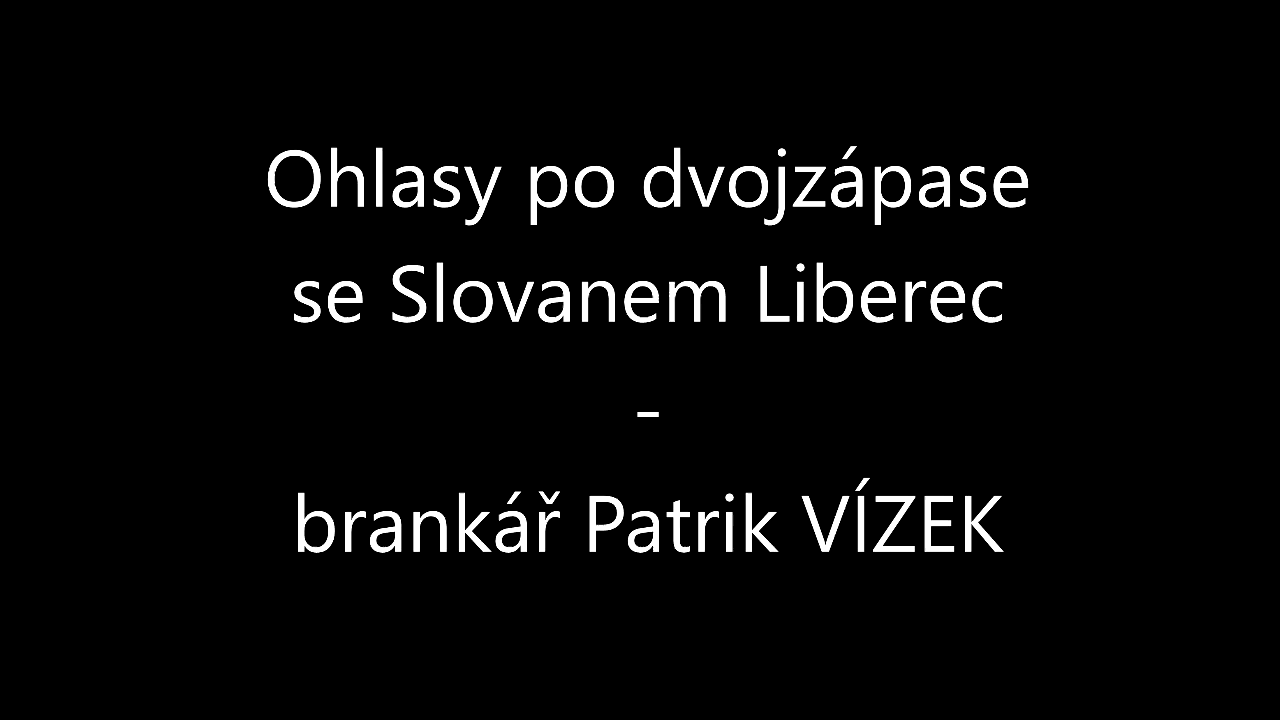 Ohlasy po dvojzápase
se Slovanem Liberec
-
brankář Patrik VÍZEK